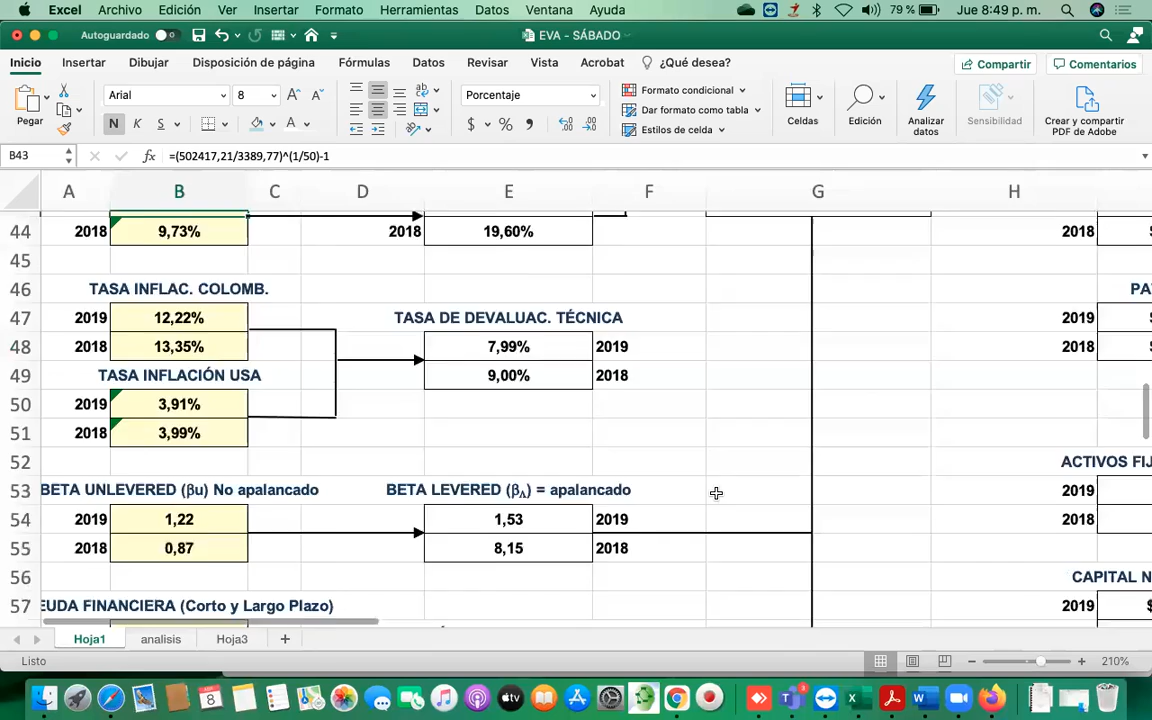 Excel Archivo Edición Ver Insertar Formato Herramientas Datos Ventana Ayuda 79 % Jue 8:49 p. m.
Autoguardado EVA - SÁBADO
Inicio Insertar Dibujar Disposición de página Fórmulas Datos Revisar Vista Acrobat ¿Qué desea? Compartir Comentarios
Pegar Arial 8 A A ab Porcentaje Formato condicional Celdas Edición Analizar datos Sensibilidad Crear y compartir PDF de Adobe
Dar formato como tabla
N K S A $ % Estilos de celda
B43 fx =(502417,21/3389,77)^(1/50)-1
A B C D E F G H
44 2018 9,73% 2018 19,60% 2018 $
45
46 TASA INFLAC. COLOMB. PA
47 2019 12,22% TASA DE DEVALUAC. TÉCNICA 2019 $
48 2018 13,35% 7,99% 2019 2018 $
49 TASA INFLACIÓN USA 9,00% 2018
50 2019 3,91%
51 2018 3,99%
52 ACTIVOS FIJ
53 BETA UNLEVERED (βu) No apalancado BETA LEVERED (βᴧ) = apalancado 2019
54 2019 1,22 1,53 2019 2018
55 2018 0,87 8,15 2018
56 CAPITAL N
57 EUDA FINANCIERA (Corto y Largo Plazo) 2019 $
Hoja1 analisis Hoja3 +
Listo 210%
8